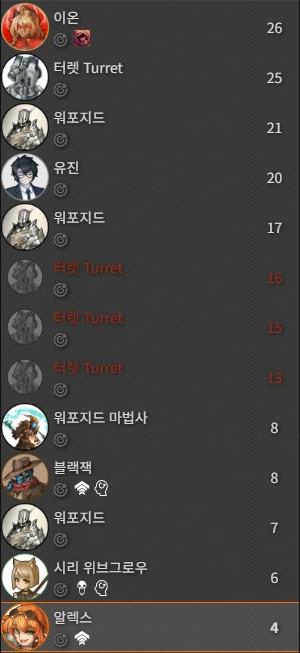 이온 26
터렛 Turret 25
워포지드 21
유진 20
워포지드 17
터렛 Turret 16
터렛 Turret 15
터렛 Turret 13
워포지드 마법사 8
블랙잭 8
워포지드 7
시리 위브그로우 6
알렉스 4